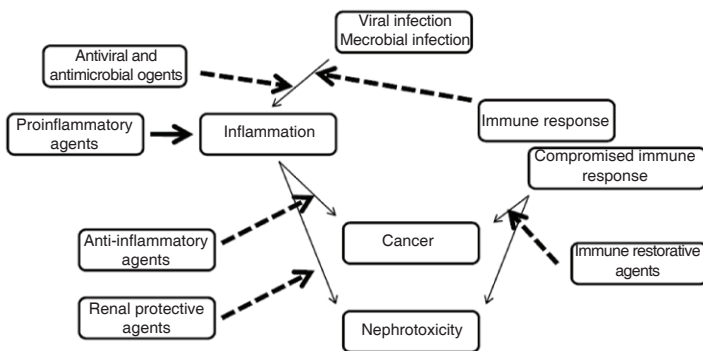 Viral infection
Mecrobial infection
Antiviral and
antimicrobial ogents
Proinflammatory
agents
Inflammation
Immune response
Compromised immune
response
Anti-inflammatory
agents
Cancer
Immune restorative
agents
Renal protective
agents
Nephrotoxicity